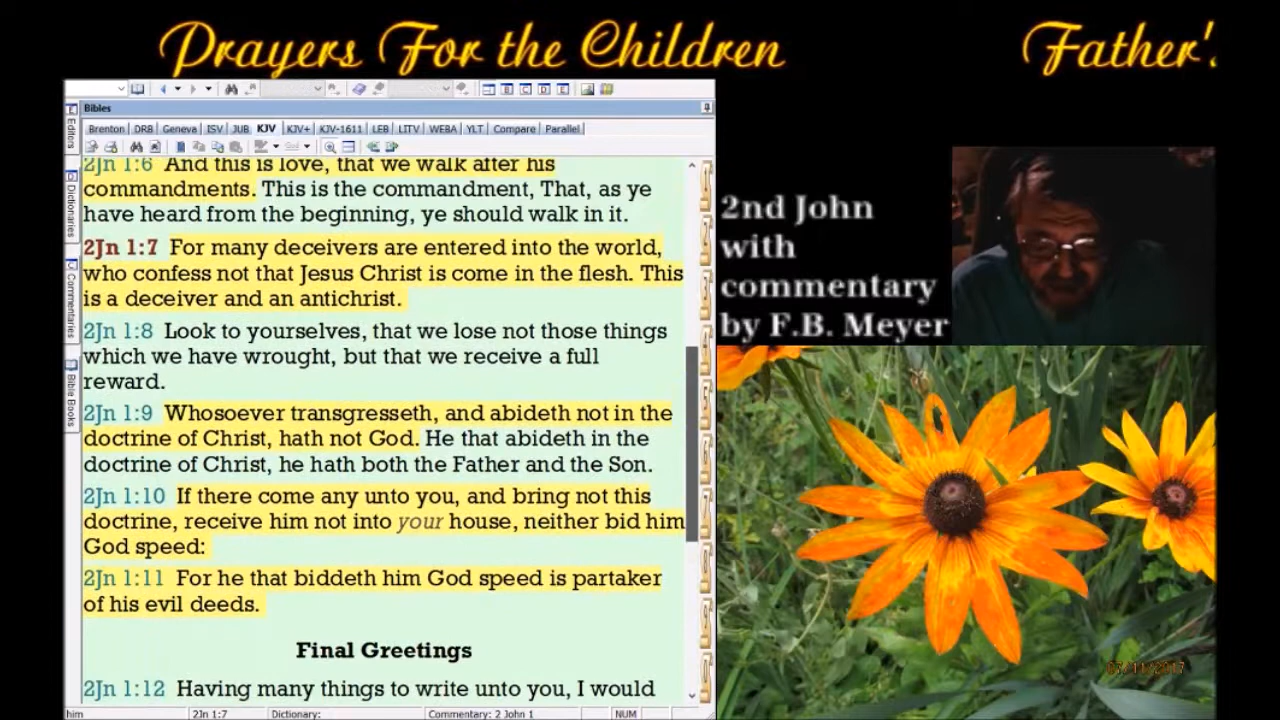 Prayers For the Children Father's
Bibles
Brenton DRB Geneva ISV JUB KJV KJV+ KJV-1611 LEB LITV WEBA YLT Compare Parallel
Editors
Dictionaries
Commentaries
Bible Books
2Jn 1:6 And this is love, that we walk after his
commandments. This is the commandment, That, as ye
have heard from the beginning, ye should walk in it.
2Jn 1:7 For many deceivers are entered into the world,
who confess not that Jesus Christ is come in the flesh. This
is a deceiver and an antichrist.
2Jn 1:8 Look to yourselves, that we lose not those things
which we have wrought, but that we receive a full
reward.
2Jn 1:9 Whosoever transgresseth, and abideth not in the
doctrine of Christ, hath not God. He that abideth in the
doctrine of Christ, he hath both the Father and the Son.
2Jn 1:10 If there come any unto you, and bring not this
doctrine, receive him not into your house, neither bid him
God speed:
2Jn 1:11 For he that biddeth him God speed is partaker
of his evil deeds.
Final Greetings
2Jn 1:12 Having many things to write unto you, I would
him 2Jn 1:7 Dictionary: Commentary: 2 John 1 NUM
2nd John
with
commentary
by F.B. Meyer
07/11/2017